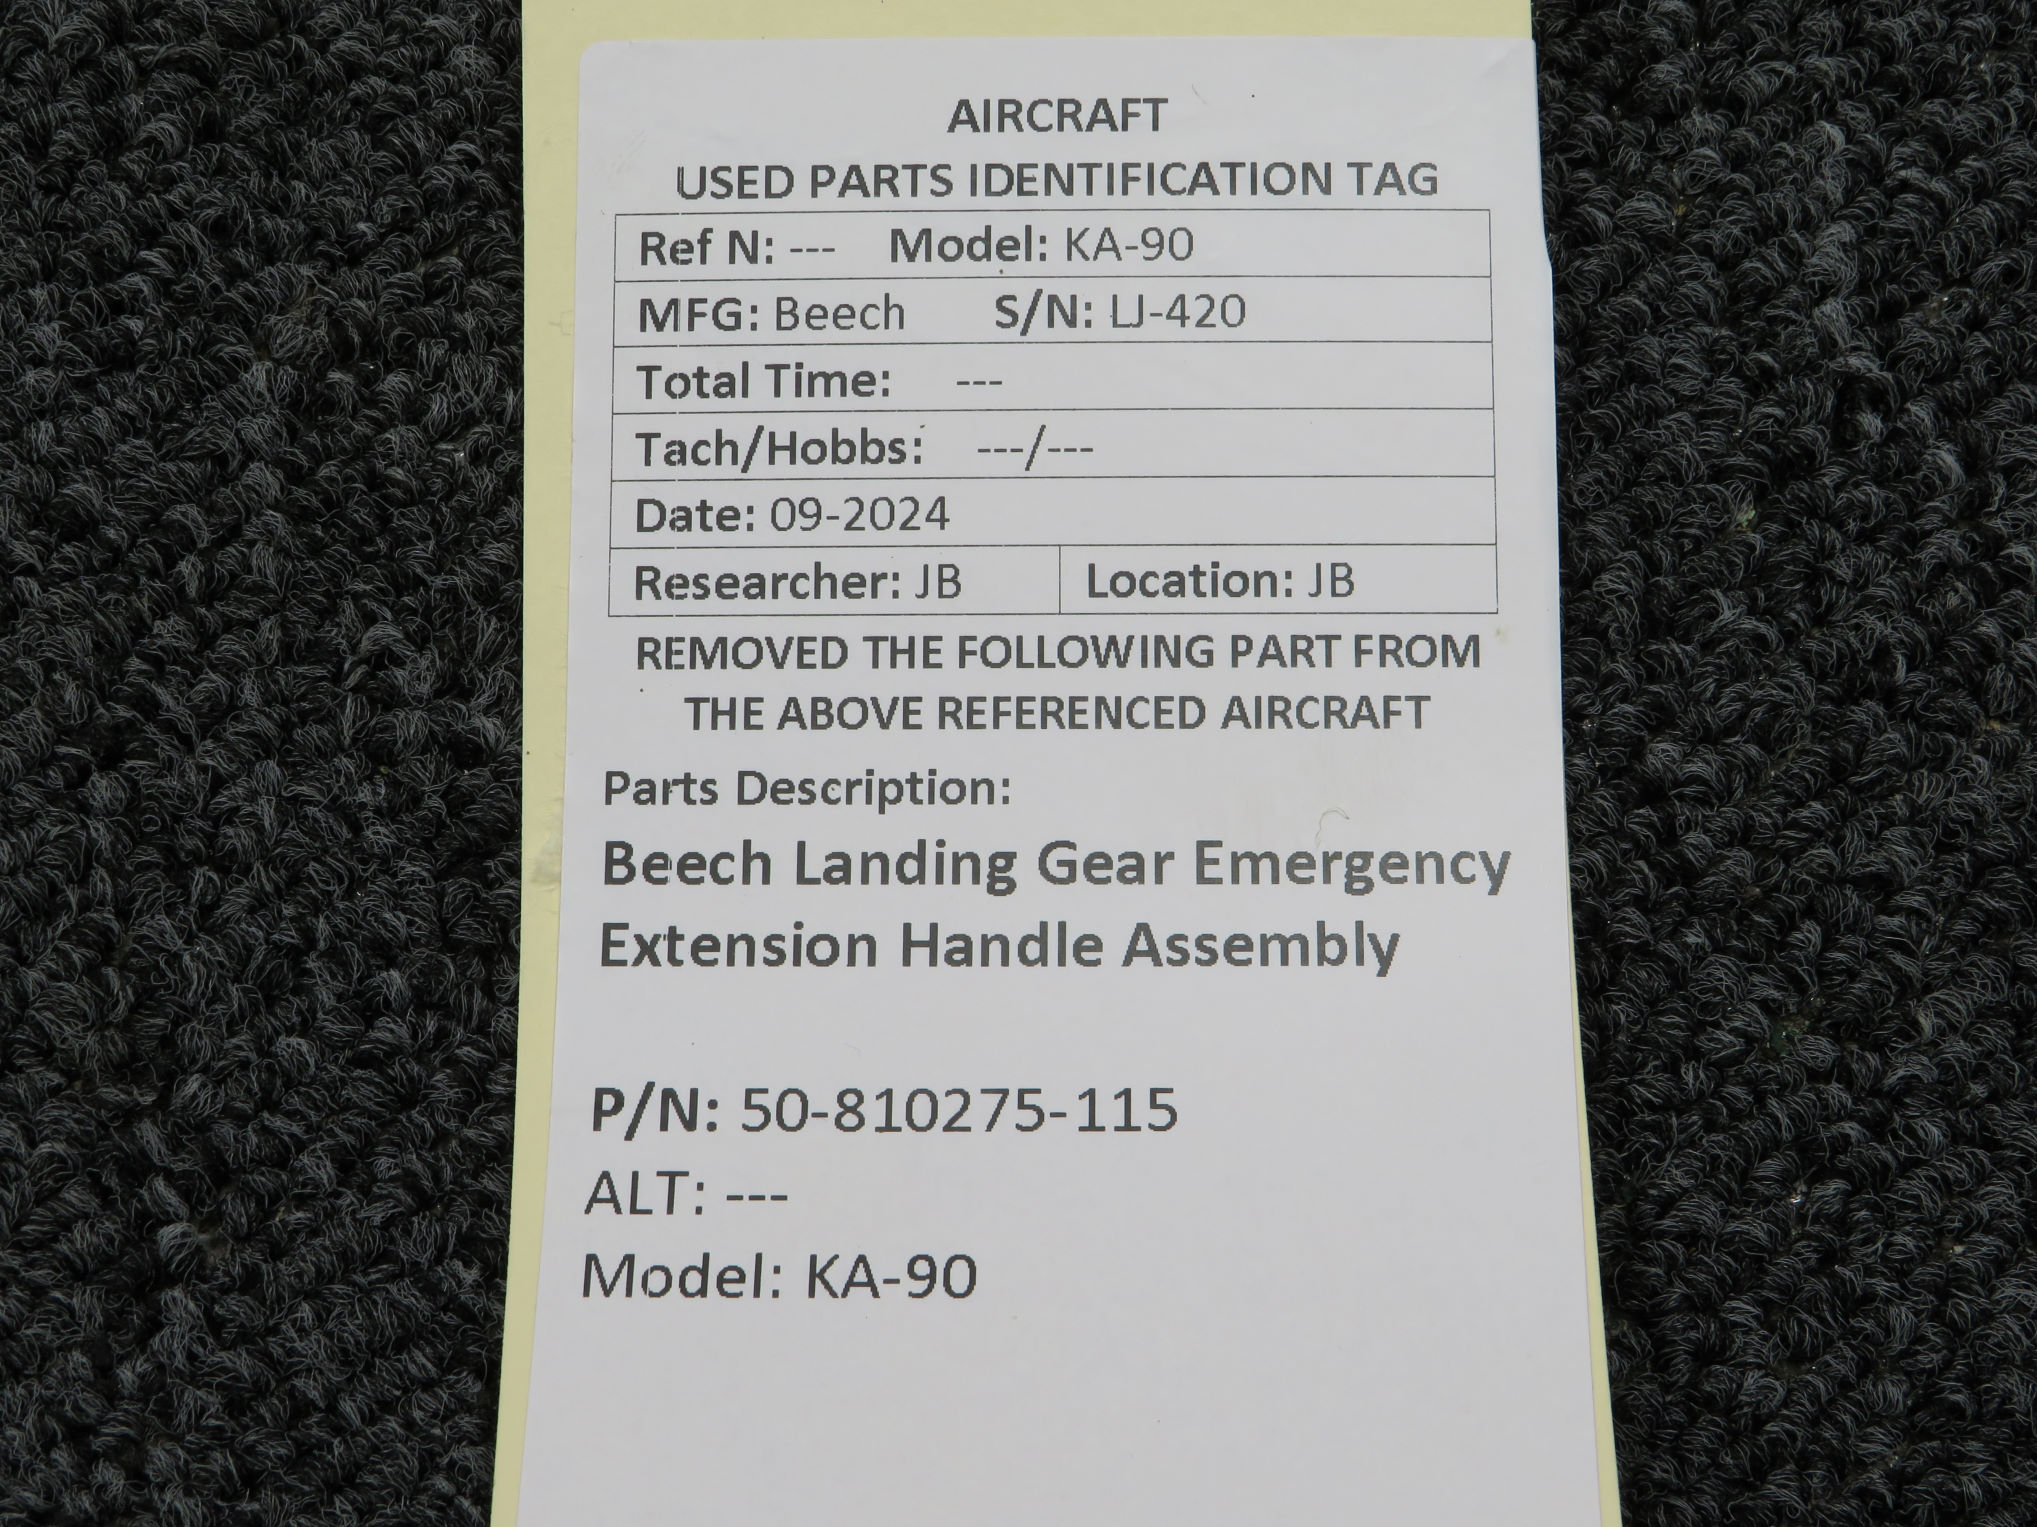 AIRCRAFT
USED PARTS IDENTIFICATION TAG
Ref N: --- Model: KA-90
MFG: Beech S/N: LJ-420
Total Time: ---
Tach/Hobbs: ---/---
Date: 09-2024
Researcher: JB Location: JB
REMOVED THE FOLLOWING PART FROM
THE ABOVE REFERENCED AIRCRAFT
Parts Description:
Beech Landing Gear Emergency
Extension Handle Assembly
P/N: 50-810275-115
ALT: ---
Model: KA-90